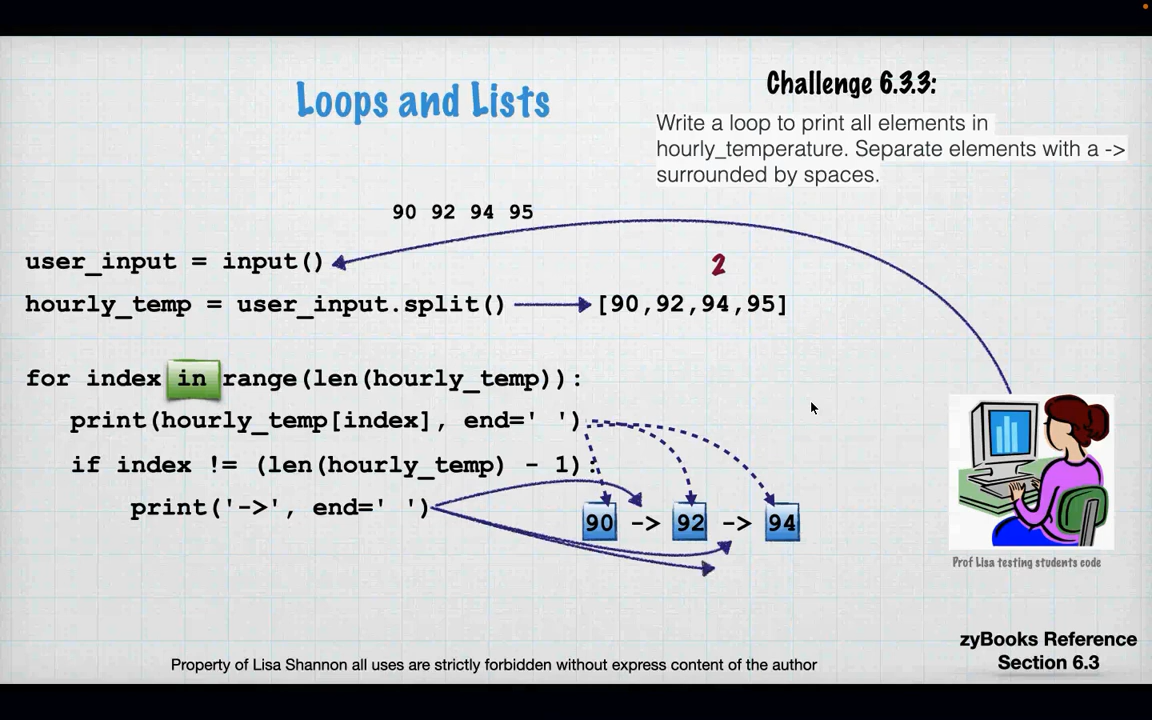 Loops and Lists
Challenge 6.3.3:
Write a loop to print all elements in
hourly_temperature. Separate elements with a ->
surrounded by spaces.
90 92 94 95
user_input = input()
2
hourly_temp = user_input.split()
[90,92,94,95]
for index in range(len(hourly_temp)):
print(hourly_temp[index], end=' ')
if index != (len(hourly_temp) - 1):
print('->', end=' ')
90 -> 92 -> 94
Prof Lisa testing students code
zyBooks Reference
Section 6.3
Property of Lisa Shannon all uses are strictly forbidden without express content of the author